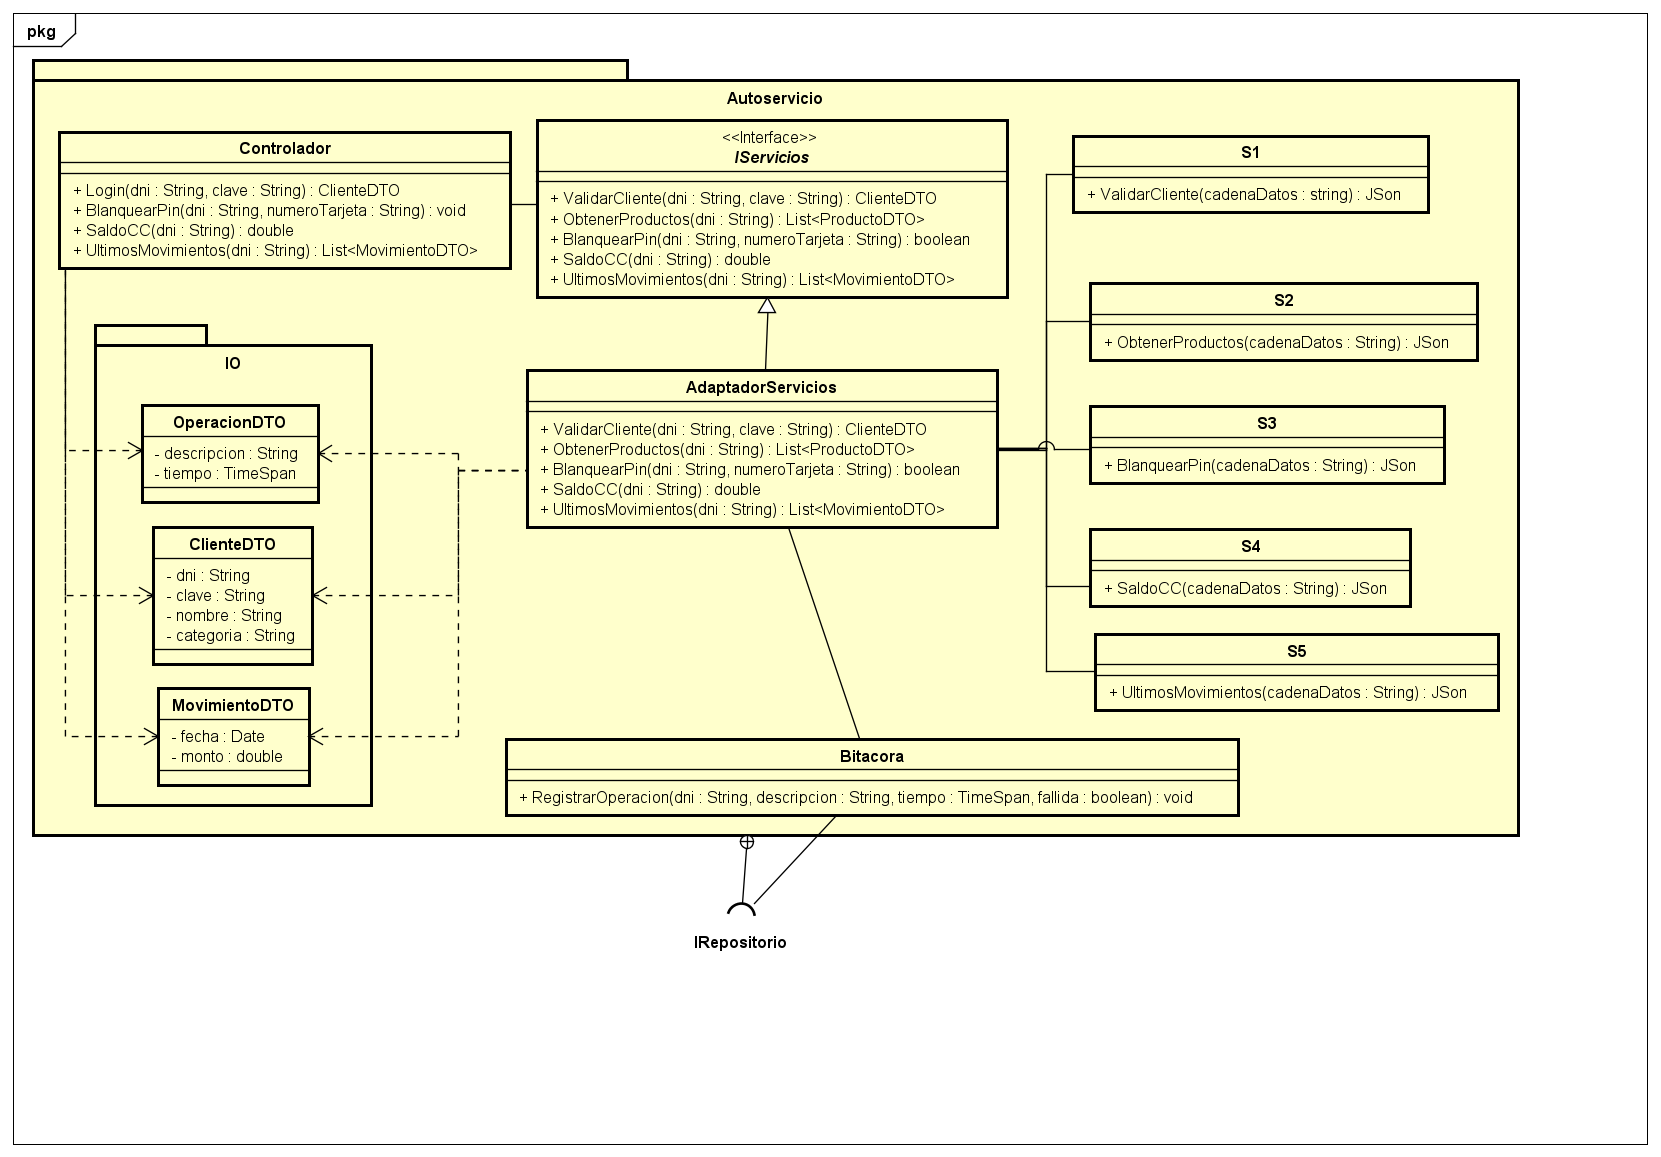 pkg
Autoservicio
Controlador
+ Login(dni : String, clave : String) : ClienteDTO
+ BlanquearPin(dni : String, numeroTarjeta : String) : void
+ SaldoCC(dni : String) : double
+ UltimosMovimientos(dni : String) : List<MovimientoDTO>
<<Interface>>
IServicios
+ ValidarCliente(dni : String, clave : String) : ClienteDTO
+ ObtenerProductos(dni : String) : List<ProductoDTO>
+ BlanquearPin(dni : String, numeroTarjeta : String) : boolean
+ SaldoCC(dni : String) : double
+ UltimosMovimientos(dni : String) : List<MovimientoDTO>
S1
+ ValidarCliente(cadenaDatos : string) : JSon
S2
+ ObtenerProductos(cadenaDatos : String) : JSon
IO
OperacionDTO
- descripcion : String
- tiempo : TimeSpan
ClienteDTO
- dni : String
- clave : String
- nombre : String
- categoria : String
MovimientoDTO
- fecha : Date
- monto : double
AdaptadorServicios
+ ValidarCliente(dni : String, clave : String) : ClienteDTO
+ ObtenerProductos(dni : String) : List<ProductoDTO>
+ BlanquearPin(dni : String, numeroTarjeta : String) : boolean
+ SaldoCC(dni : String) : double
+ UltimosMovimientos(dni : String) : List<MovimientoDTO>
S3
+ BlanquearPin(cadenaDatos : String) : JSon
S4
+ SaldoCC(cadenaDatos : String) : JSon
S5
+ UltimosMovimientos(cadenaDatos : String) : JSon
Bitacora
+ RegistrarOperacion(dni : String, descripcion : String, tiempo : TimeSpan, fallida : boolean) : void
IRepositorio